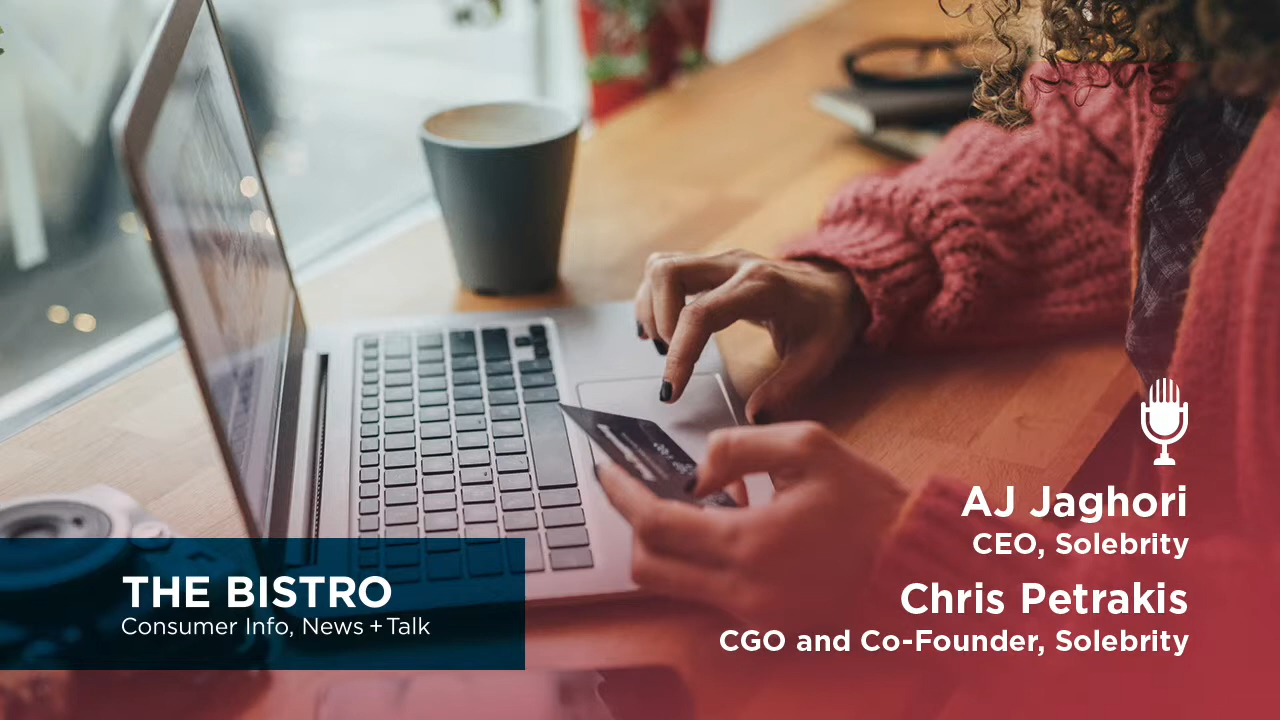 THE BISTRO
Consumer Info, News + Talk
AJ Jaghori
CEO, Solebrity
Chris Petrakis
CGO and Co-Founder, Solebrity